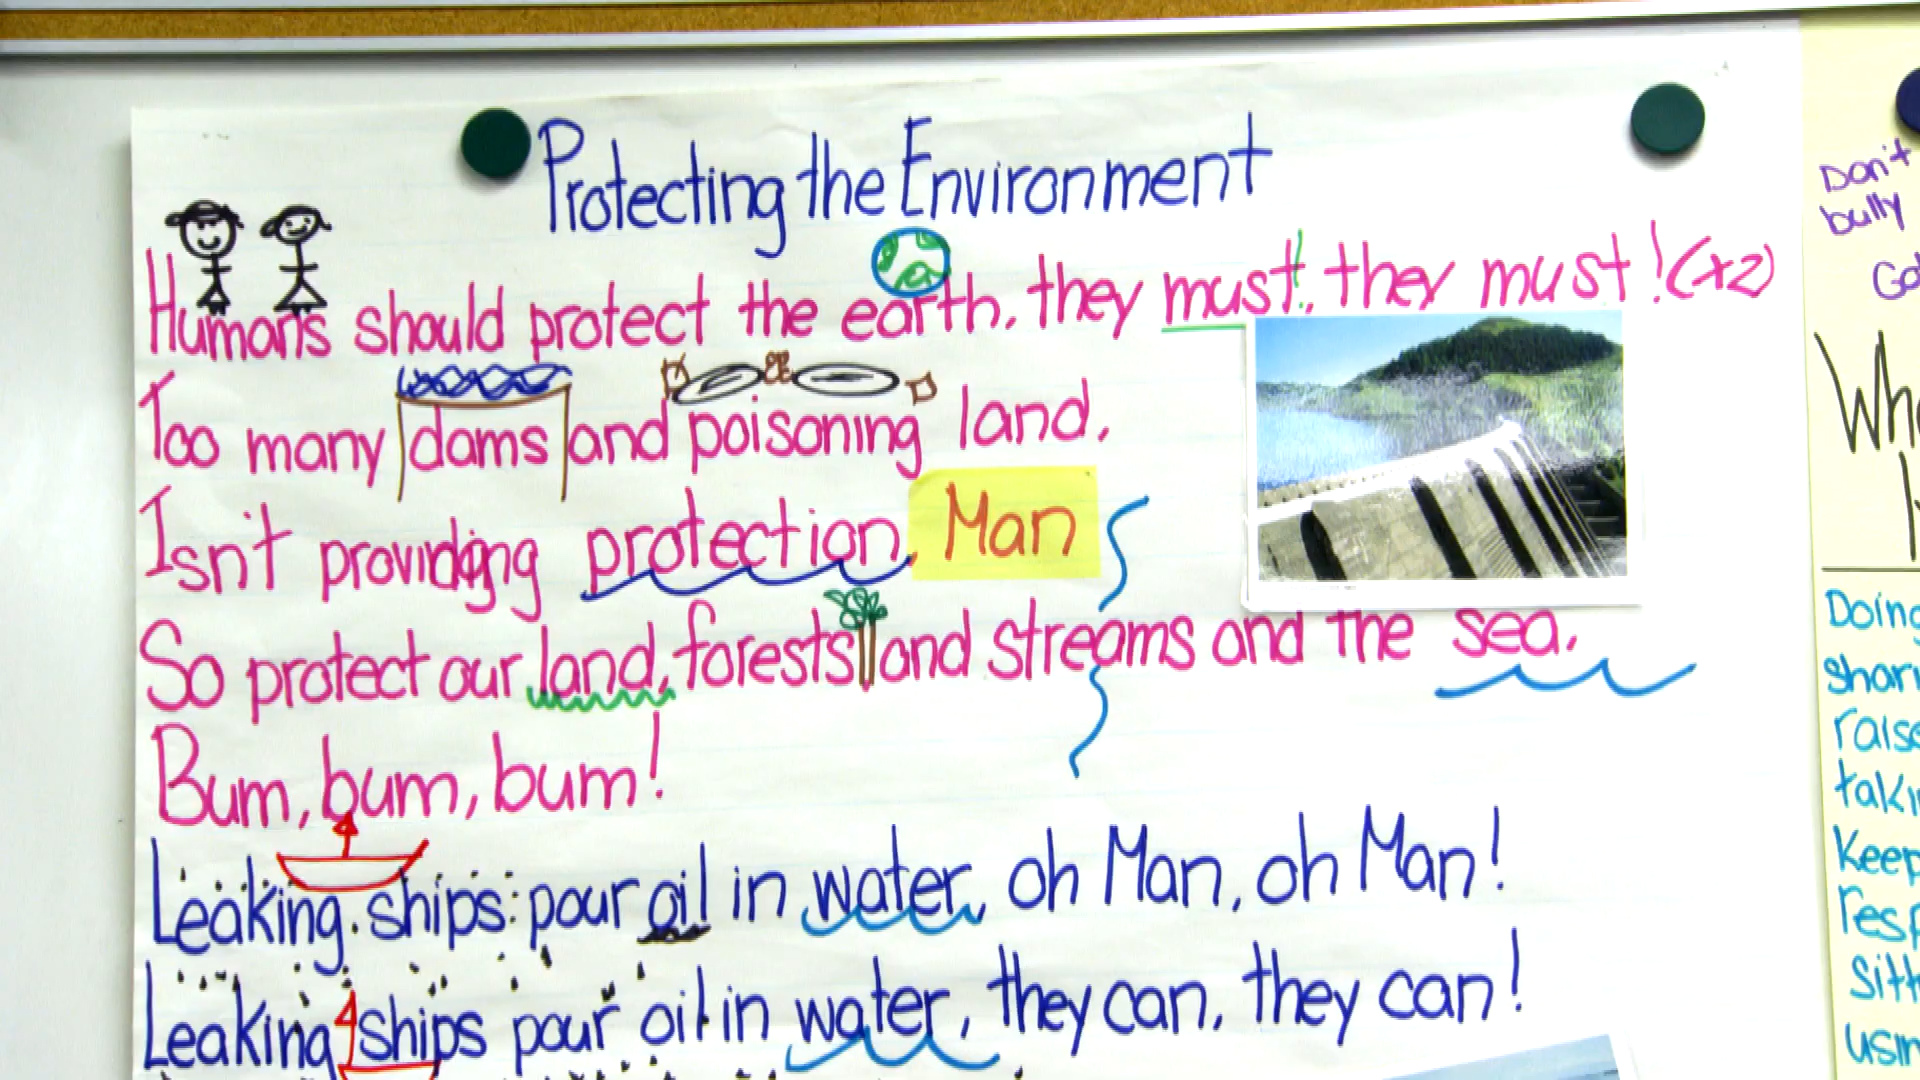 Protecting the Environment
Humans should protect the earth, they must!, they must! (x2)
Too many dams and poisoning land,
Isn't providing protection, Man
So protect our land, forests and streams and the sea.
Bum, bum, bum!
Leaking ships pour oil in water, oh Man, oh Man!
Leaking ships pour oil in water, they can, they can!
Don't
bully
Doing